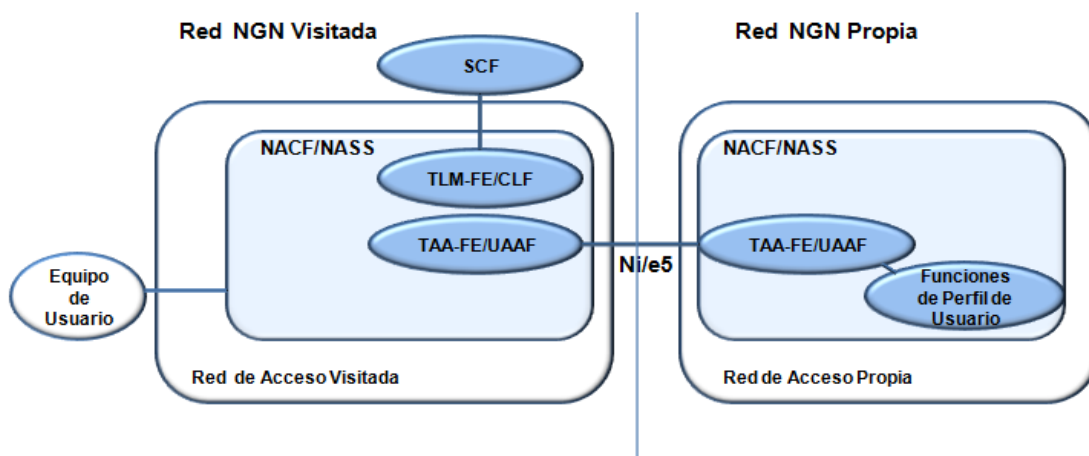 Red NGN Visitada
Red NGN Propia
SCF
NACF/NASS
NACF/NASS
TLM-FE/CLF
TAA-FE/UAAF
TAA-FE/UAAF
Ni/e5
Equipo
de
Usuario
Funciones
de Perfil de
Usuario
Red de Acceso Visitada
Red de Acceso Propia